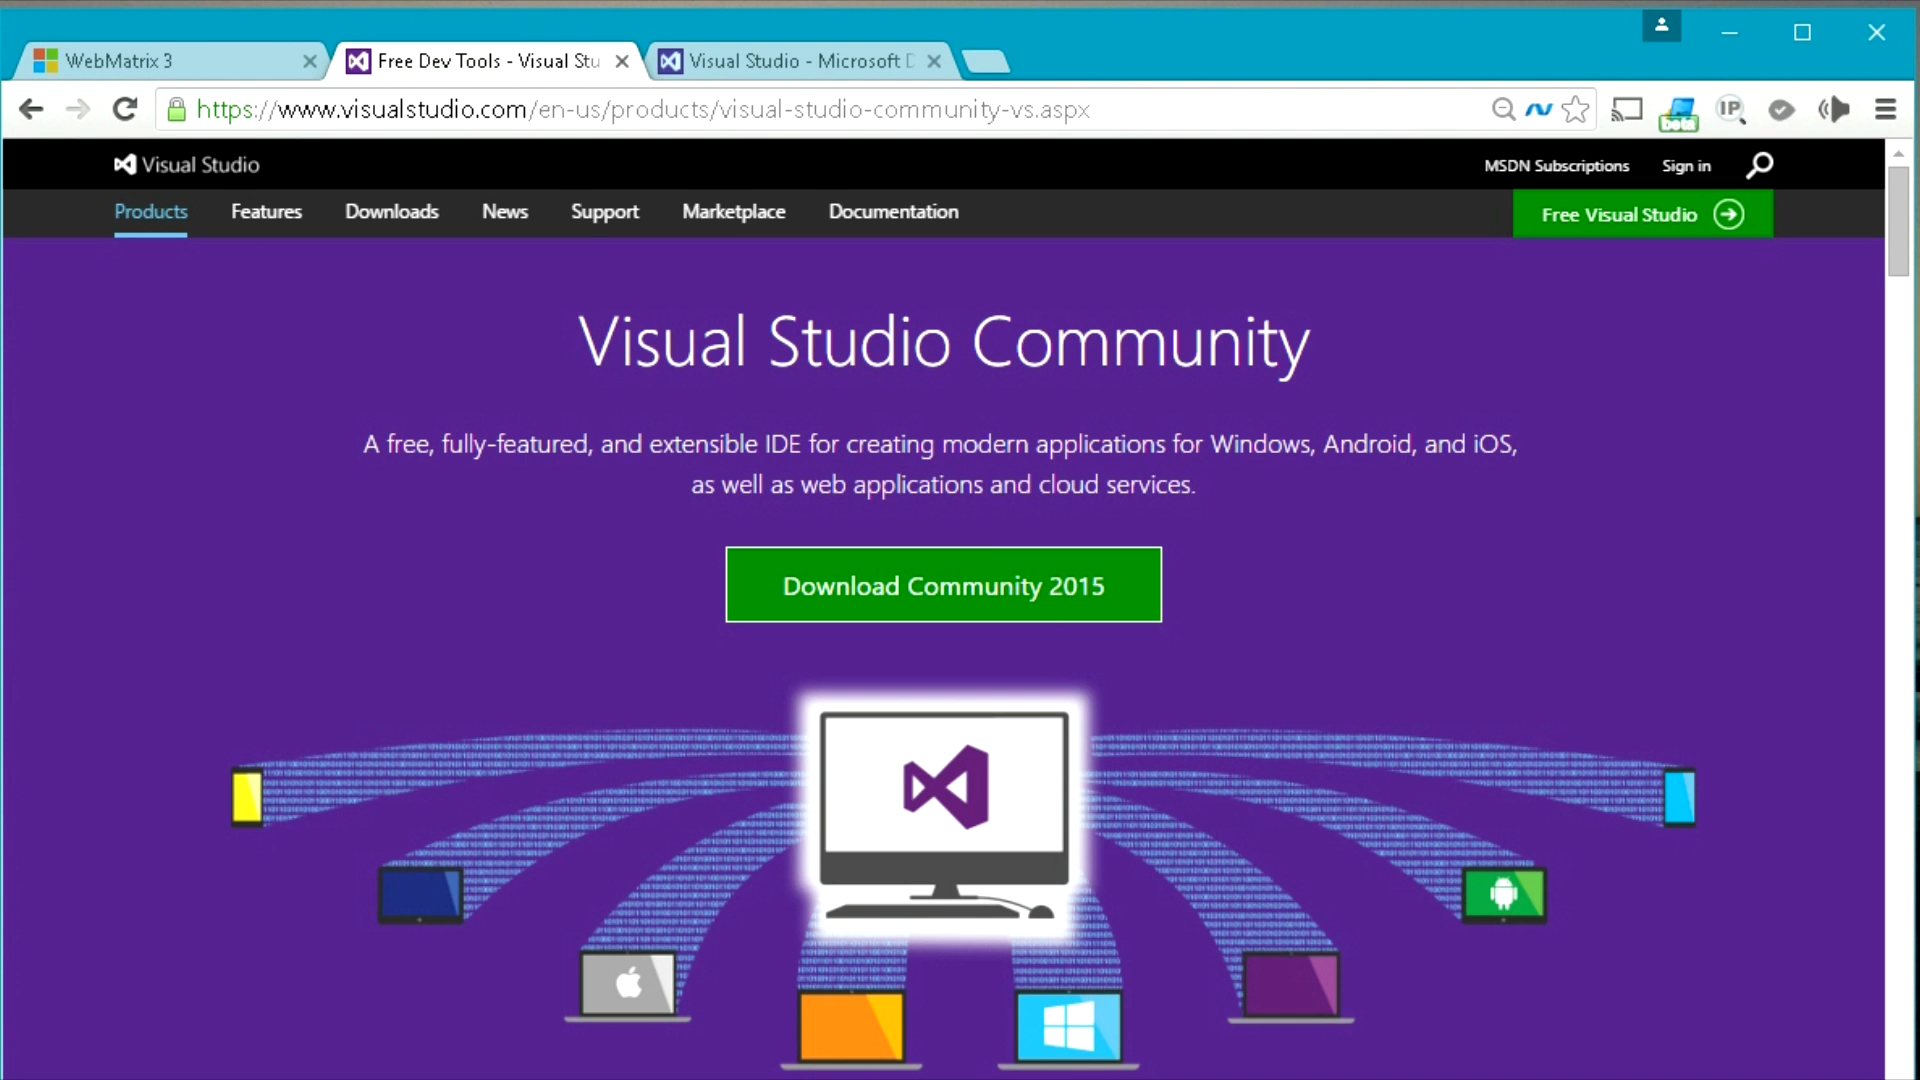 WebMatrix 3
Free Dev Tools - Visual Stu
Visual Studio - Microsoft D
https://www.visualstudio.com/en-us/products/visual-studio-community-vs.aspx
IP
beta
Visual Studio
MSDN Subscriptions
Sign in
Products
Features
Downloads
News
Support
Marketplace
Documentation
Free Visual Studio
Visual Studio Community
A free, fully-featured, and extensible IDE for creating modern applications for Windows, Android, and iOS,
as well as web applications and cloud services.
Download Community 2015